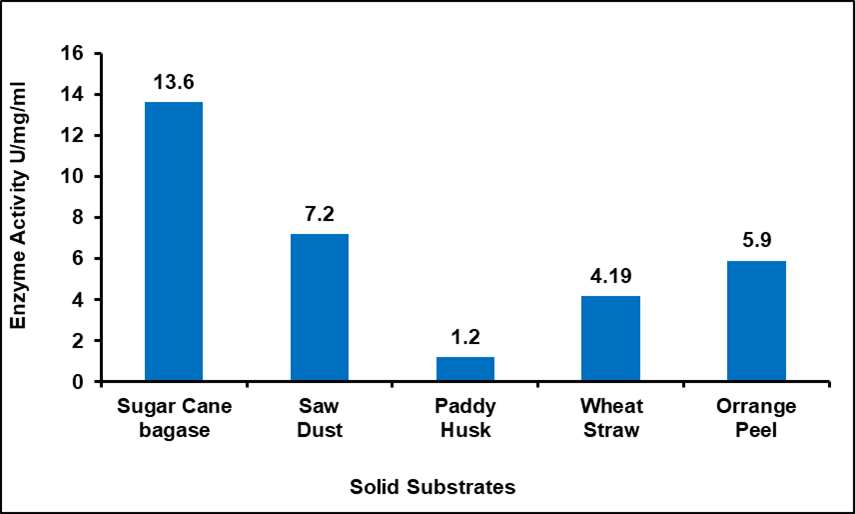 Enzyme Activity U/mg/ml
16
14
12
10
8
6
4
2
0
13.6
7.2
1.2
4.19
5.9
Sugar Cane
bagase
Saw
Dust
Paddy
Husk
Wheat
Straw
Orrange
Peel
Solid Substrates